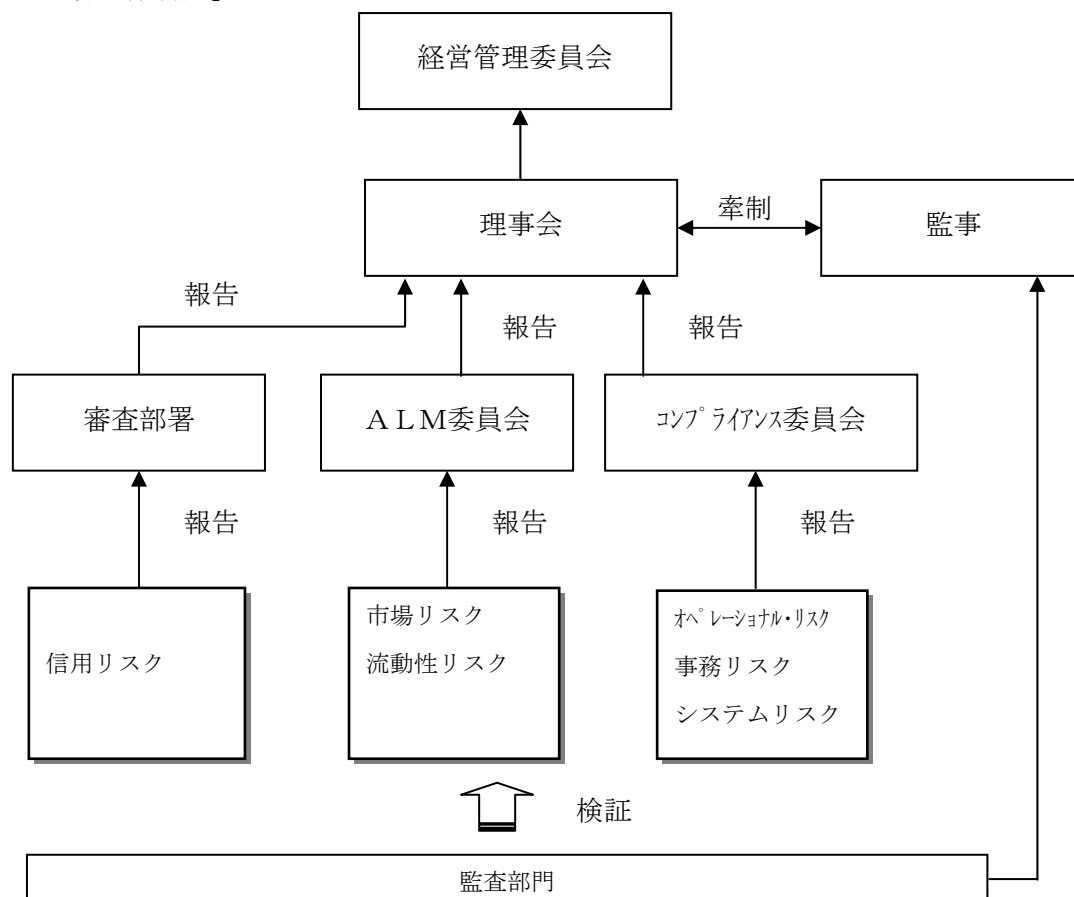 経営管理委員会
理事会
牽制
監事
報告
報告
報告
審査部署
ＡＬＭ委員会
ｺﾝﾌﾟﾗｲｱﾝｽ委員会
報告
報告
報告
信用リスク
市場リスク
流動性リスク
ｵﾍﾟﾚｰｼｮﾅﾙ・ﾘｽｸ
事務リスク
システムリスク
検証
監査部門